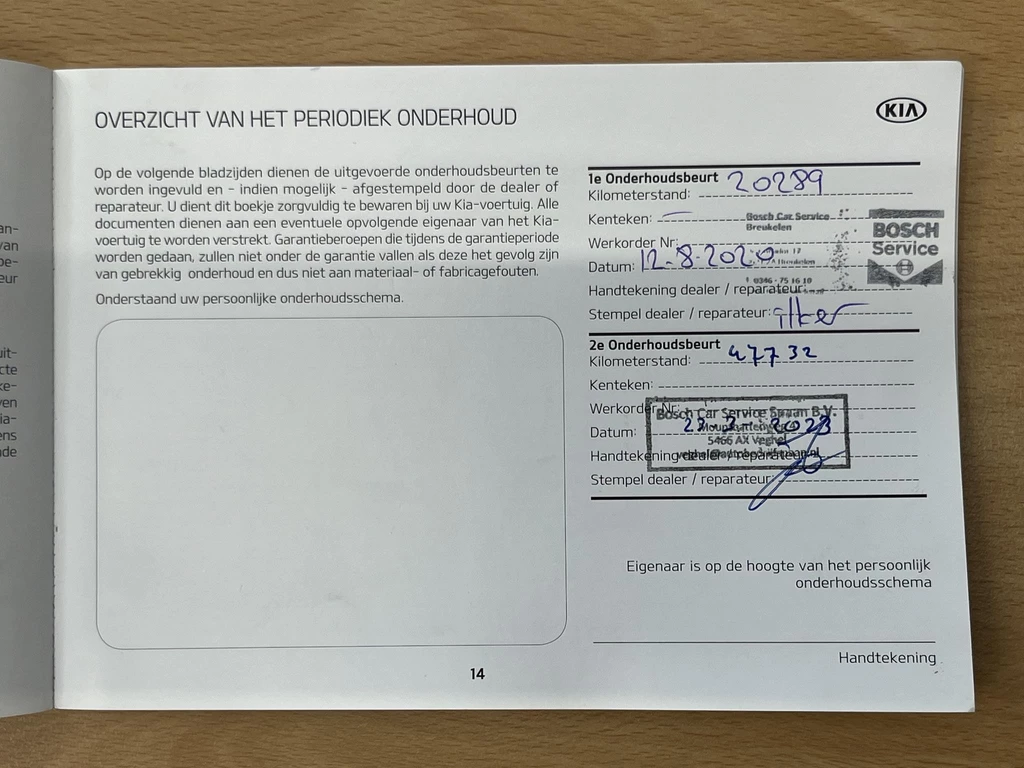 OVERZICHT VAN HET PERIODIEK ONDERHOUD
KIA
Op de volgende bladzijden dienen de uitgevoerde onderhoudsbeurten te
worden ingevuld en - indien mogelijk - afgestempeld door de dealer of
reparateur. U dient dit boekje zorgvuldig te bewaren bij uw Kia-voertuig. Alle
documenten dienen aan een eventuele opvolgende eigenaar van het Kia-
voertuig te worden verstrekt. Garantieberoepen die tijdens de garantieperiode
worden gedaan, zullen niet onder de garantie vallen als deze het gevolg zijn
van gebrekkig onderhoud en dus niet aan materiaal- of fabricagefouten.
Onderstaand uw persoonlijke onderhoudsschema.
1e Onderhoudsbeurt
Kilometerstand: 20289
Kenteken:
Bosch Car Service
Breukelen
BOSCH
Service
Werkorder Nr:
Datum: 12-8-2020
0346 - 75 16 10
Handtekening dealer / reparateur:
Stempel dealer / reparateur:
2e Onderhoudsbeurt
Kilometerstand: 47732
Kenteken:
Werkorder Nr:
Bosch Car Service Spaan B.V.
Datum:
5466 AX Veghel
Handtekening dealer / reparateur:
Stempel dealer / reparateur:
Eigenaar is op de hoogte van het persoonlijk
onderhoudsschema
Handtekening
14